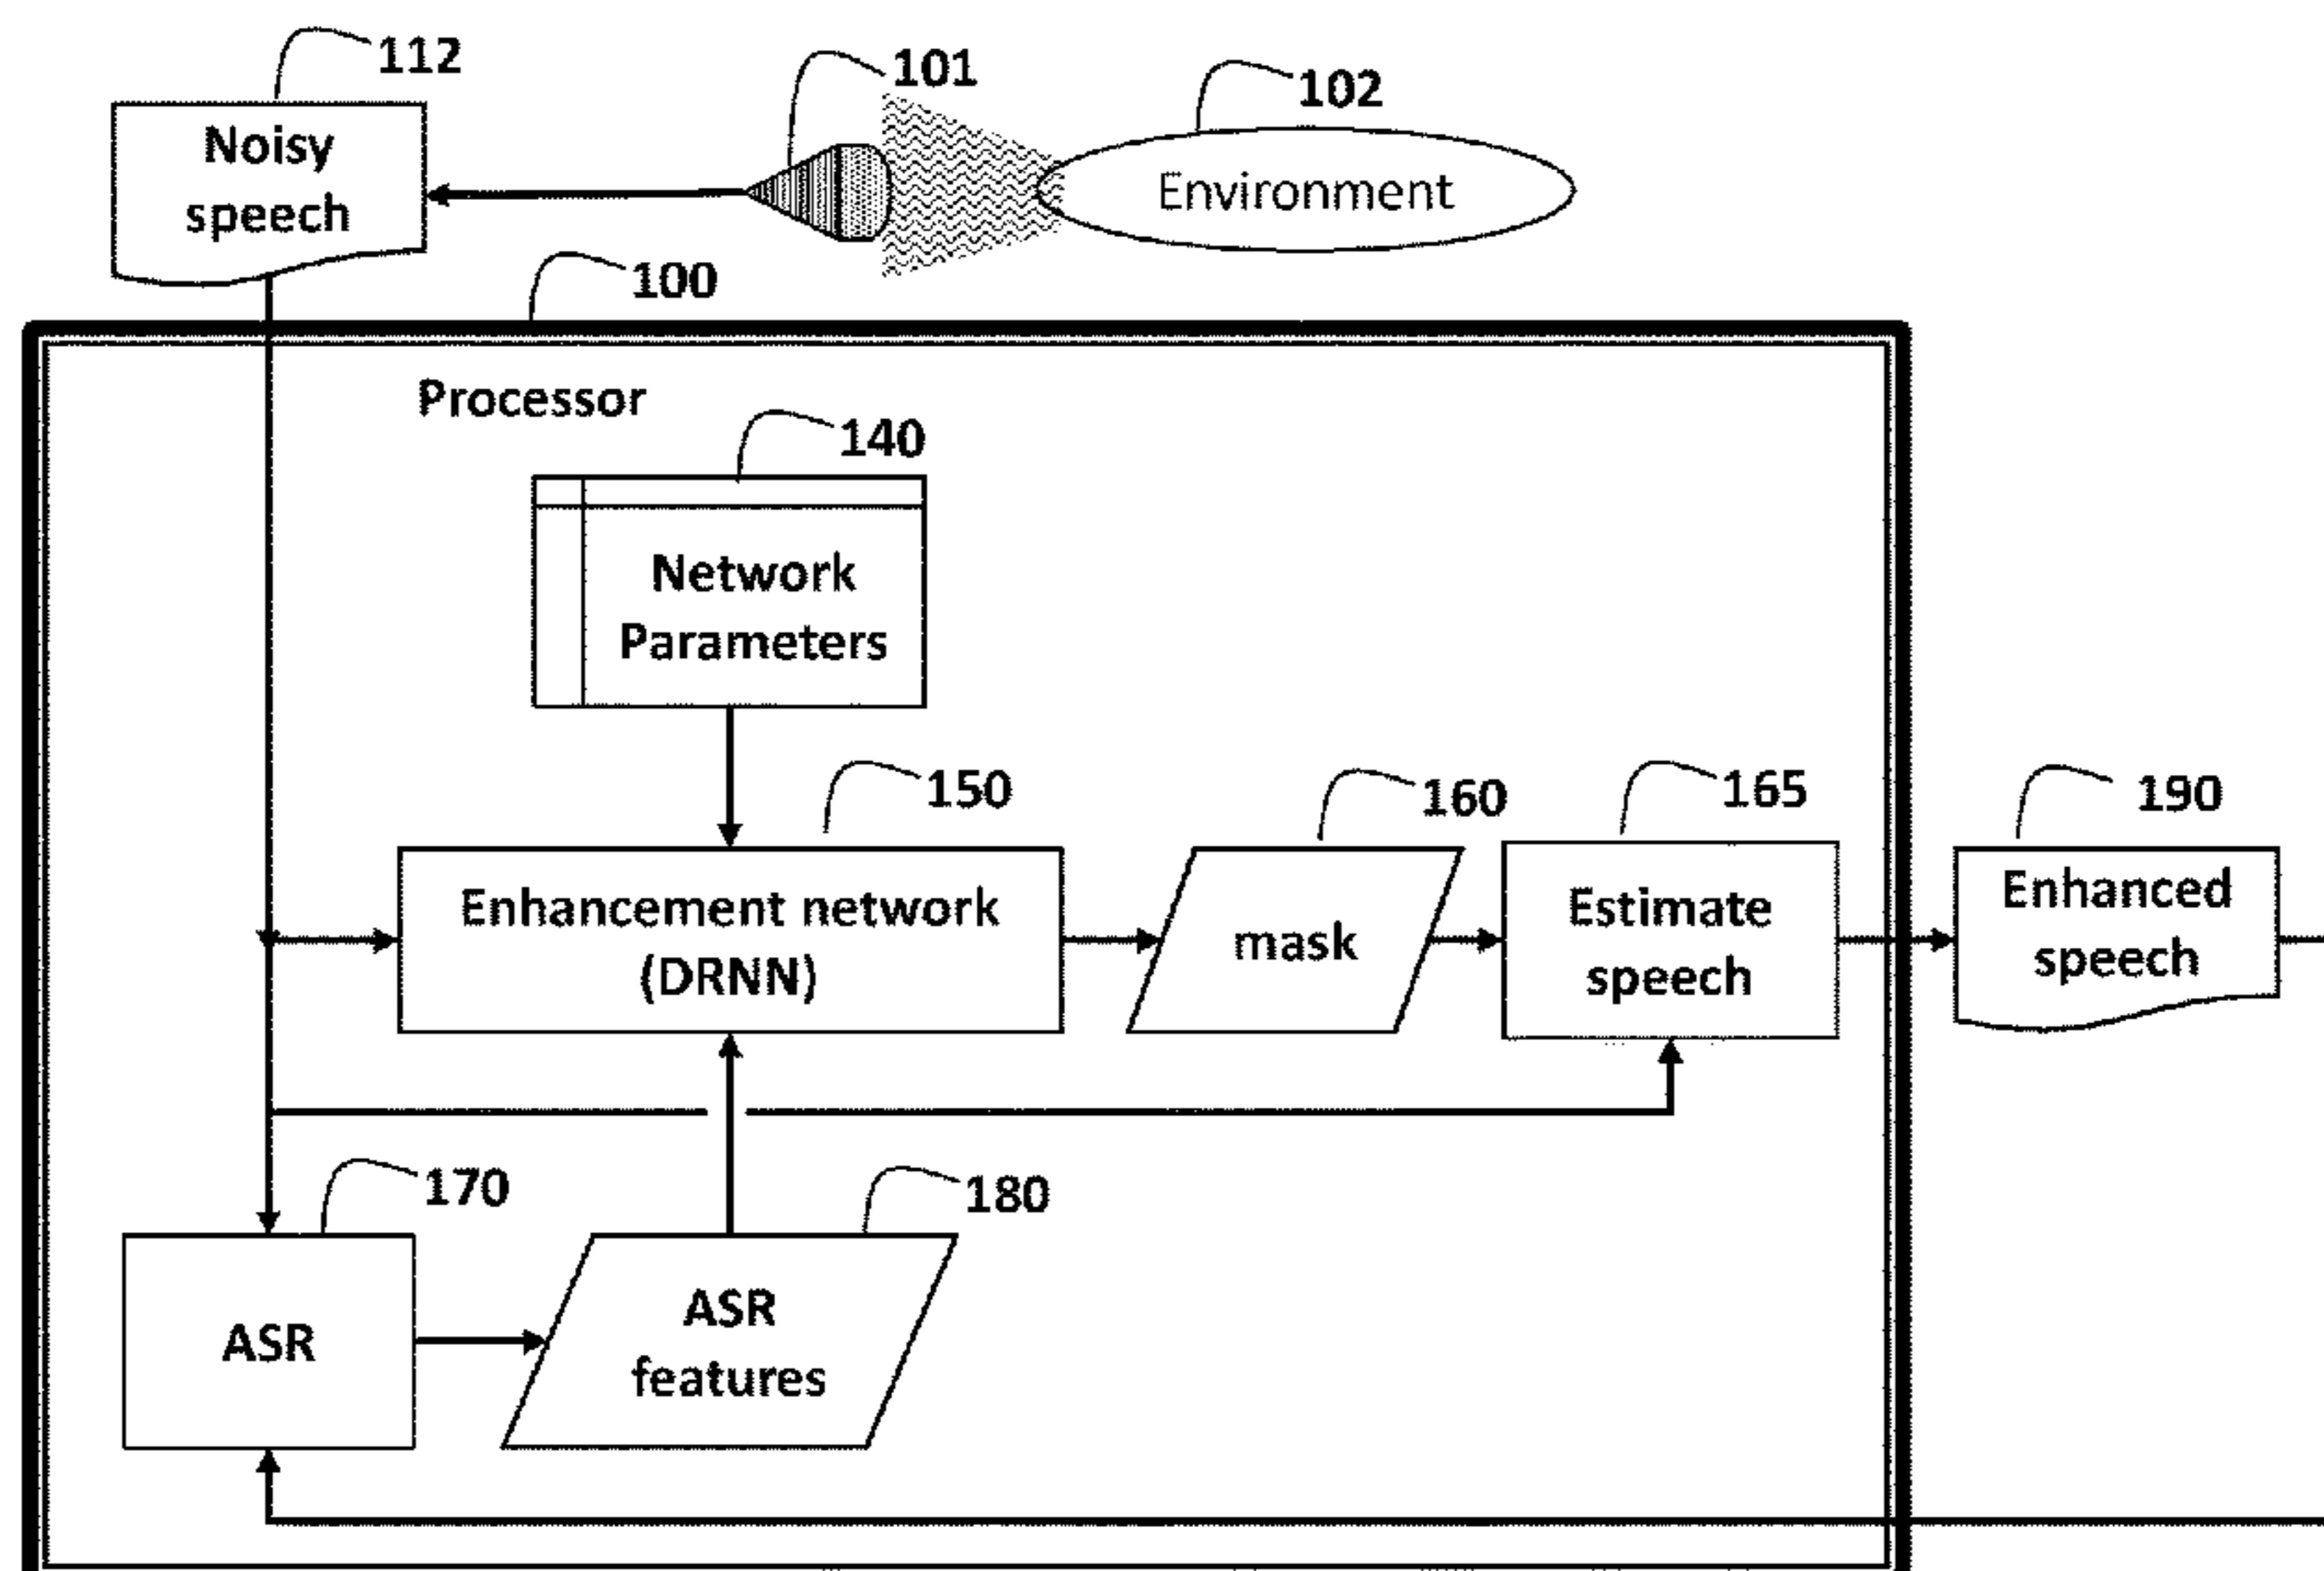 112
101
102
Noisy
speech
Environment
100
Processor
140
Network
Parameters
150
160
165
190
Enhancement network
(DRNN)
mask
Estimate
speech
Enhanced
speech
170
180
ASR
ASR
features